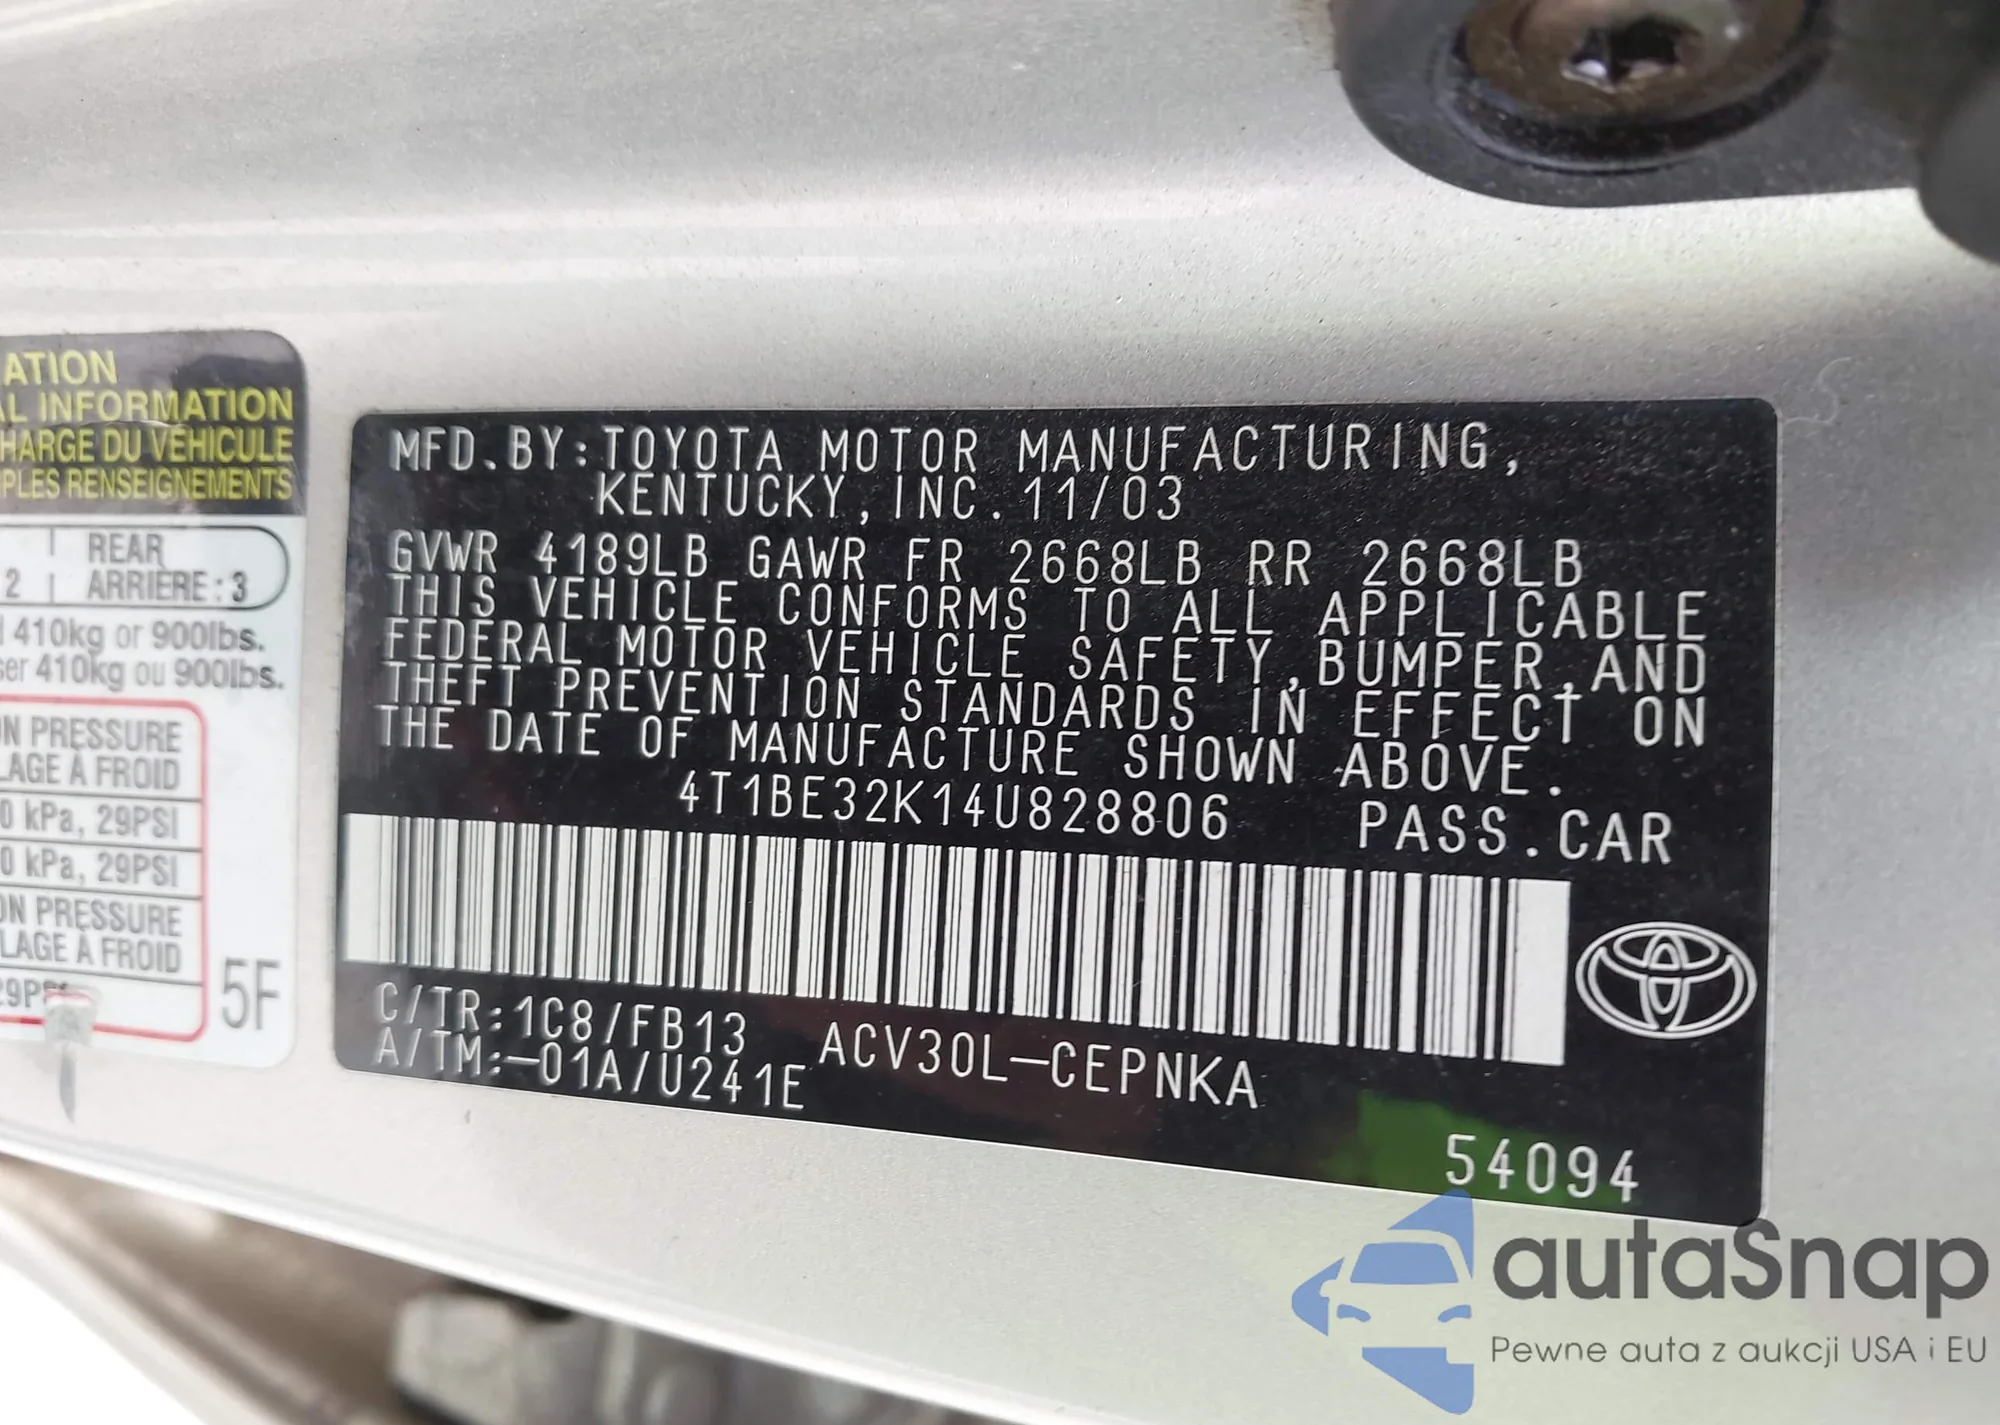 ATION
AL INFORMATION
HARGE DU VÉHICULE
PLES RENSEIGNEMENTS
2 | REAR
ARRIÈRE : 3
410kg or 900lbs.
ser 410kg ou 900lbs.
N PRESSURE
LAGE À FROID
0 kPa, 29PSI
0 kPa, 29PSI
ON PRESSURE
LAGE À FROID
29PSI
5F
MFD.BY:TOYOTA MOTOR MANUFACTURING,
KENTUCKY,INC.11/03
GVWR 4189LB GAWR FR 2668LB RR 2668LB
THIS VEHICLE CONFORMS TO ALL APPLICABLE
FEDERAL MOTOR VEHICLE SAFETY,BUMPER,AND
THEFT PREVENTION STANDARDS IN EFFECT ON
THE DATE OF MANUFACTURE SHOWN ABOVE.
4T1BE32K14U828806 PASS.CAR
C/TR:1C8/FB13 ACV30L-CEPNKA
A/TM:-01A/U241E
54094
autaSnap
Pewne auta z aukcji USA i EU